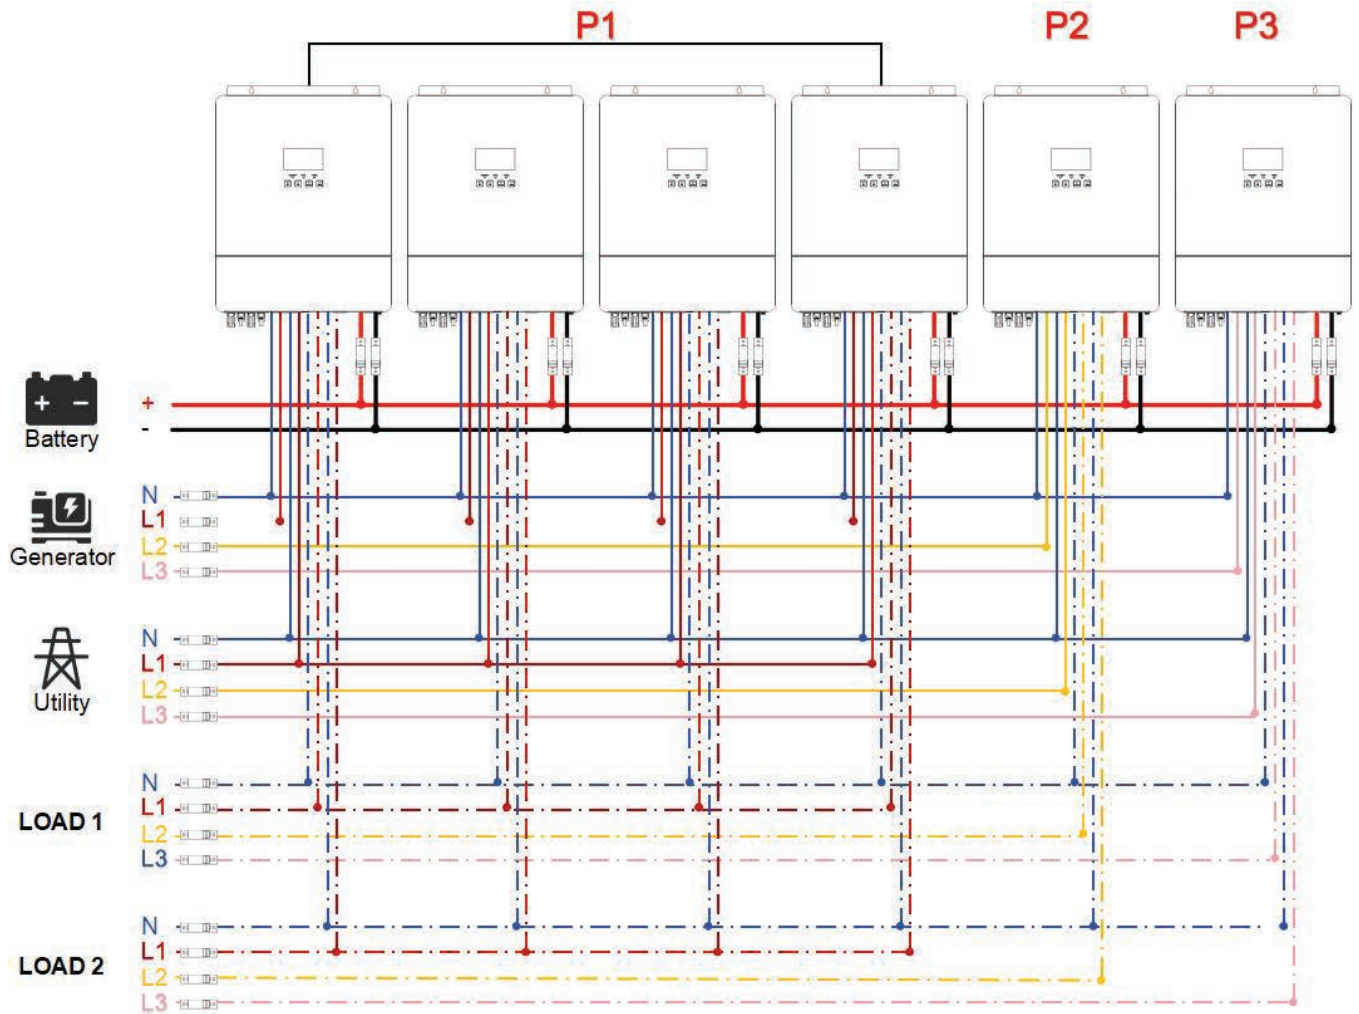 P1 P2 P3
+
-
Battery
N
L1
L2
L3
Generator
N
L1
L2
L3
Utility
N
L1
L2
L3
LOAD 1
N
L1
L2
L3
LOAD 2